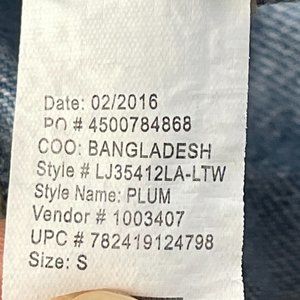 Date: 02/2016
PO # 4500784868
COO: BANGLADESH
Style # LJ35412LA-LTW
Style Name: PLUM
Vendor # 1003407
UPC # 782419124798
Size: S